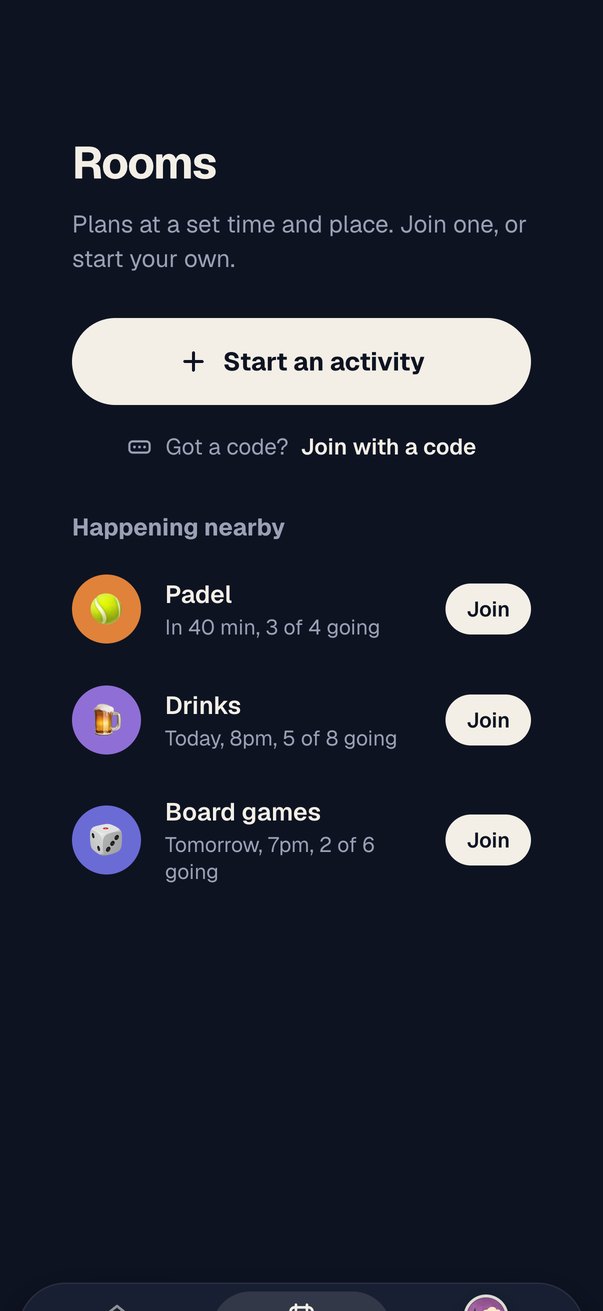 Rooms
Plans at a set time and place. Join one, or
start your own.
Start an activity
Got a code? Join with a code
Happening nearby
Padel
In 40 min, 3 of 4 going
Join
Drinks
Today, 8pm, 5 of 8 going
Join
Board games
Tomorrow, 7pm, 2 of 6
going
Join